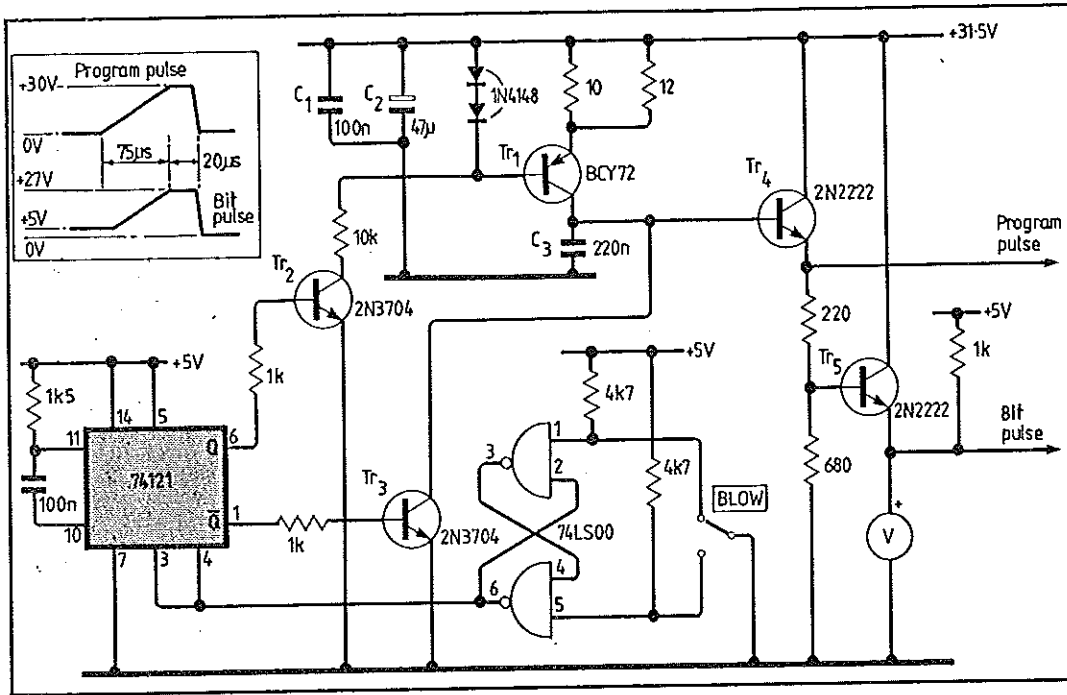 Program pulse
+30V
0V
75µs
20µs
+27V
Bit
pulse
+5V
0V
+31·5V
C1
100n
C2
47µ
1N4148
10
12
Tr1
BCY72
Tr4
2N2222
C3
220n
Program
pulse
10k
Tr2
2N3704
220
+5V
1k
Tr5
2N2222
Bit
pulse
680
V
+
+5V
1k5
1k
14
5
11
6
Q
74121
100n
10
Q̅
1
7
3
4
1k
Tr3
2N3704
+5V
4k7
4k7
3
1
2
74LS00
4
6
5
BLOW